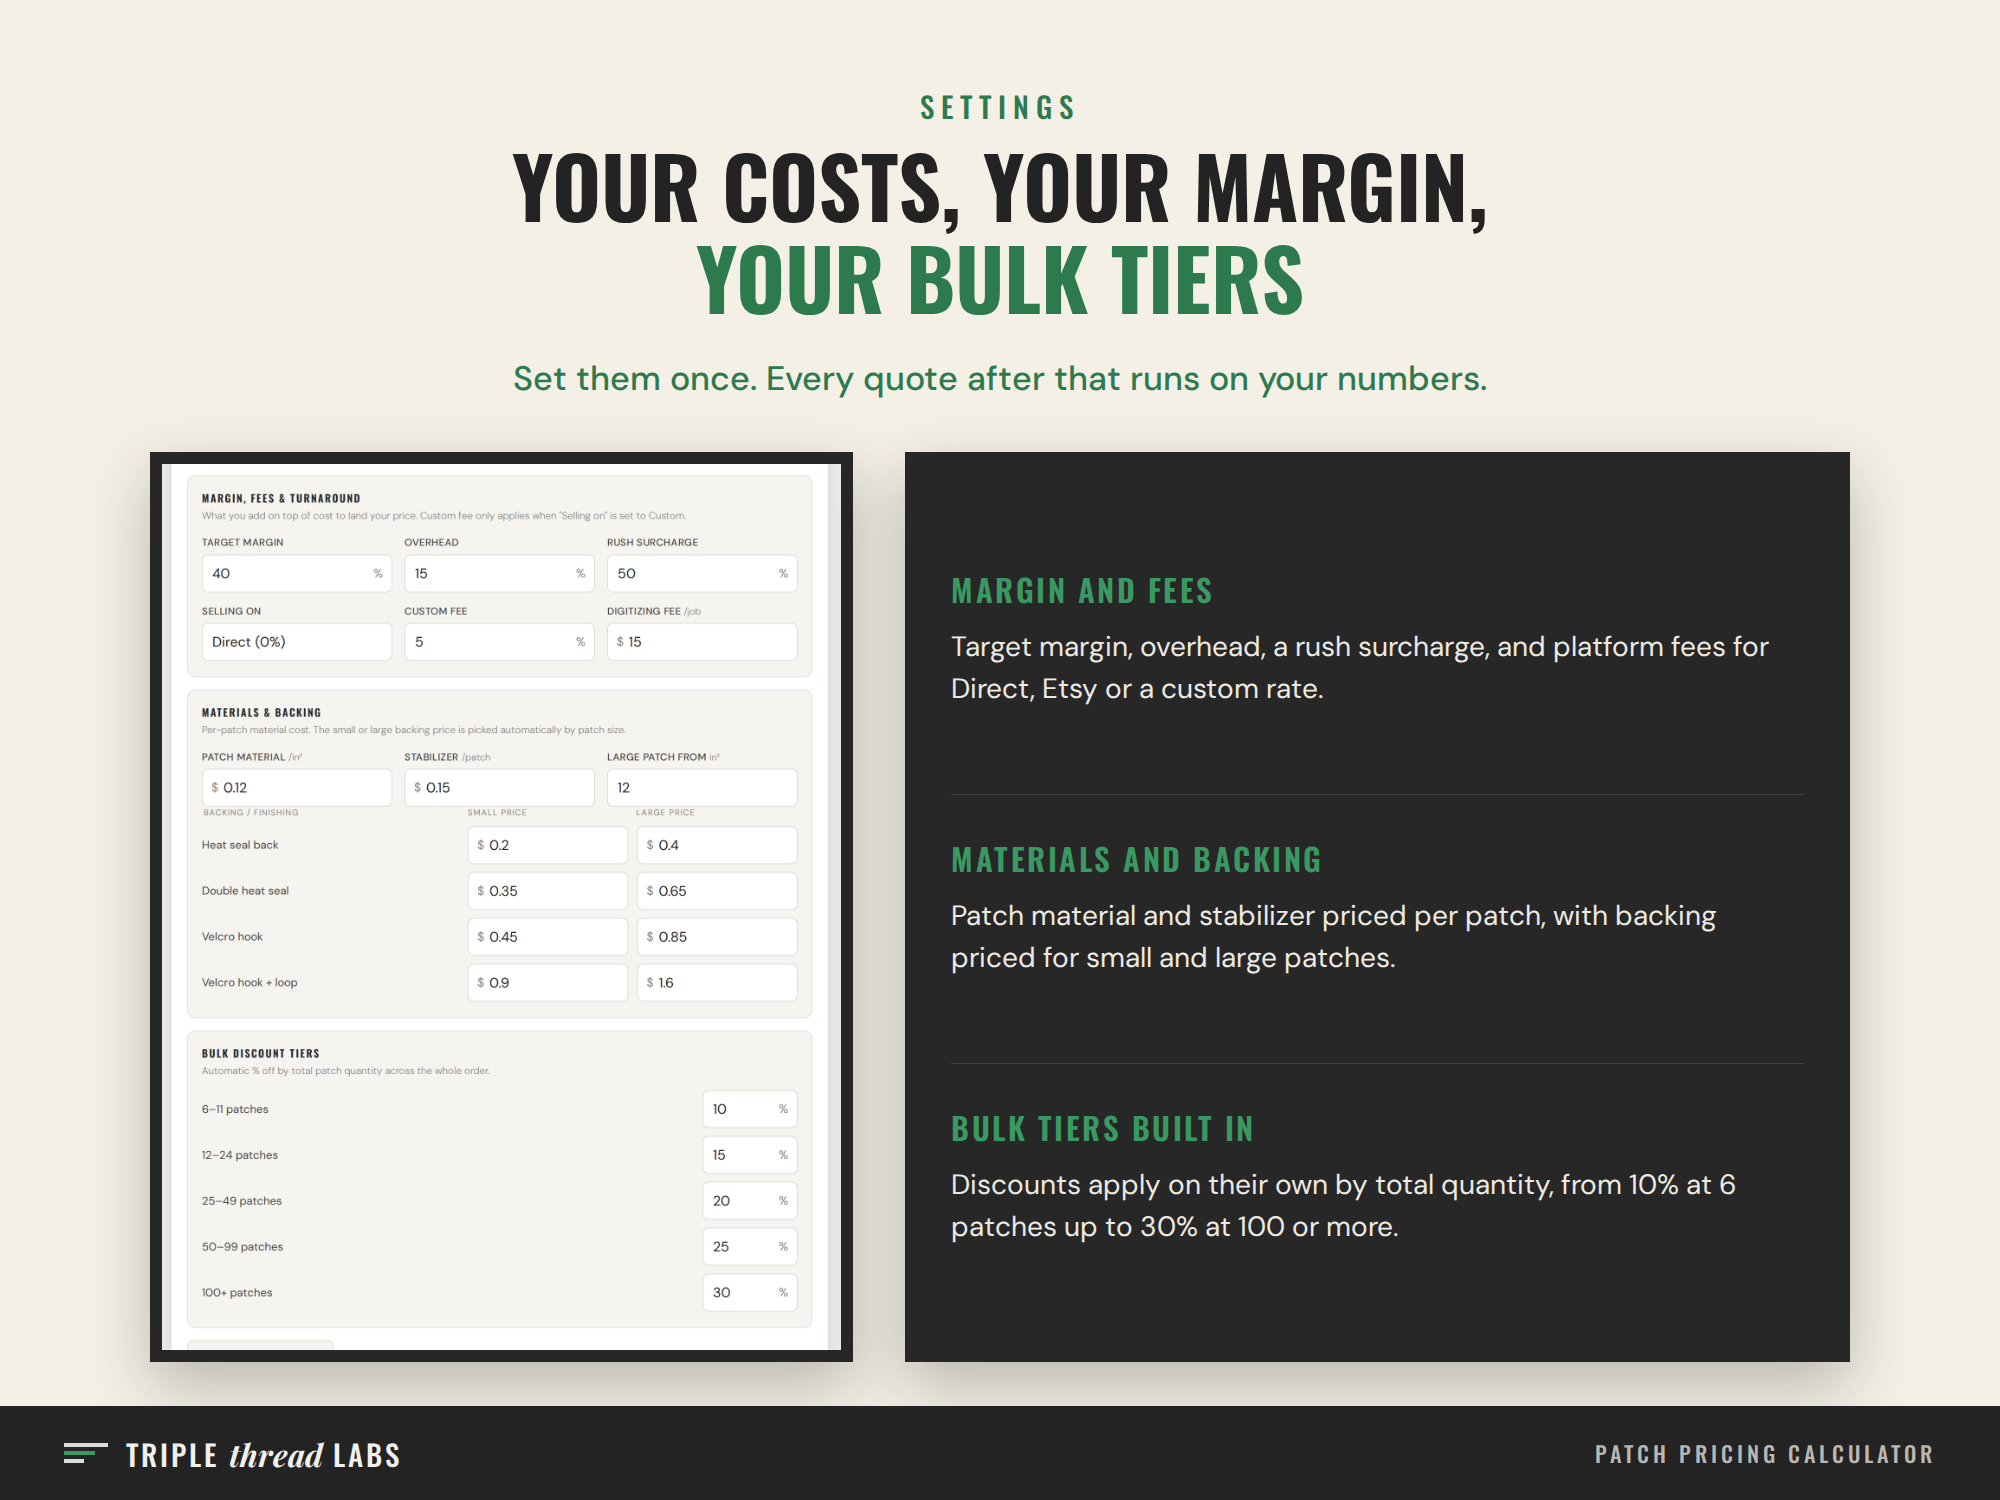 SETTINGS
YOUR COSTS, YOUR MARGIN,
YOUR BULK TIERS
Set them once. Every quote after that runs on your numbers.
MARGIN, FEES & TURNAROUND
What you add on top of cost to land your price. Custom fee only applies when "Selling on" is set to Custom.
TARGET MARGIN OVERHEAD RUSH SURCHARGE
40 % 15 % 50 %
SELLING ON CUSTOM FEE DIGITIZING FEE /job
Direct (0%) 5 % $ 15
MATERIALS & BACKING
Per-patch material cost. The small or large backing price is picked automatically by patch size.
PATCH MATERIAL /in² STABILIZER /patch LARGE PATCH FROM in²
$ 0.12 $ 0.15 12
BACKING / FINISHING SMALL PRICE LARGE PRICE
Heat seal back $ 0.2 $ 0.4
Double heat seal $ 0.35 $ 0.65
Velcro hook $ 0.45 $ 0.85
Velcro hook + loop $ 0.9 $ 1.6
BULK DISCOUNT TIERS
Automatic % off by total patch quantity across the whole order.
6–11 patches 10 %
12–24 patches 15 %
25–49 patches 20 %
50–99 patches 25 %
100+ patches 30 %
MARGIN AND FEES
Target margin, overhead, a rush surcharge, and platform fees for
Direct, Etsy or a custom rate.
MATERIALS AND BACKING
Patch material and stabilizer priced per patch, with backing
priced for small and large patches.
BULK TIERS BUILT IN
Discounts apply on their own by total quantity, from 10% at 6
patches up to 30% at 100 or more.
TRIPLE thread LABS
PATCH PRICING CALCULATOR